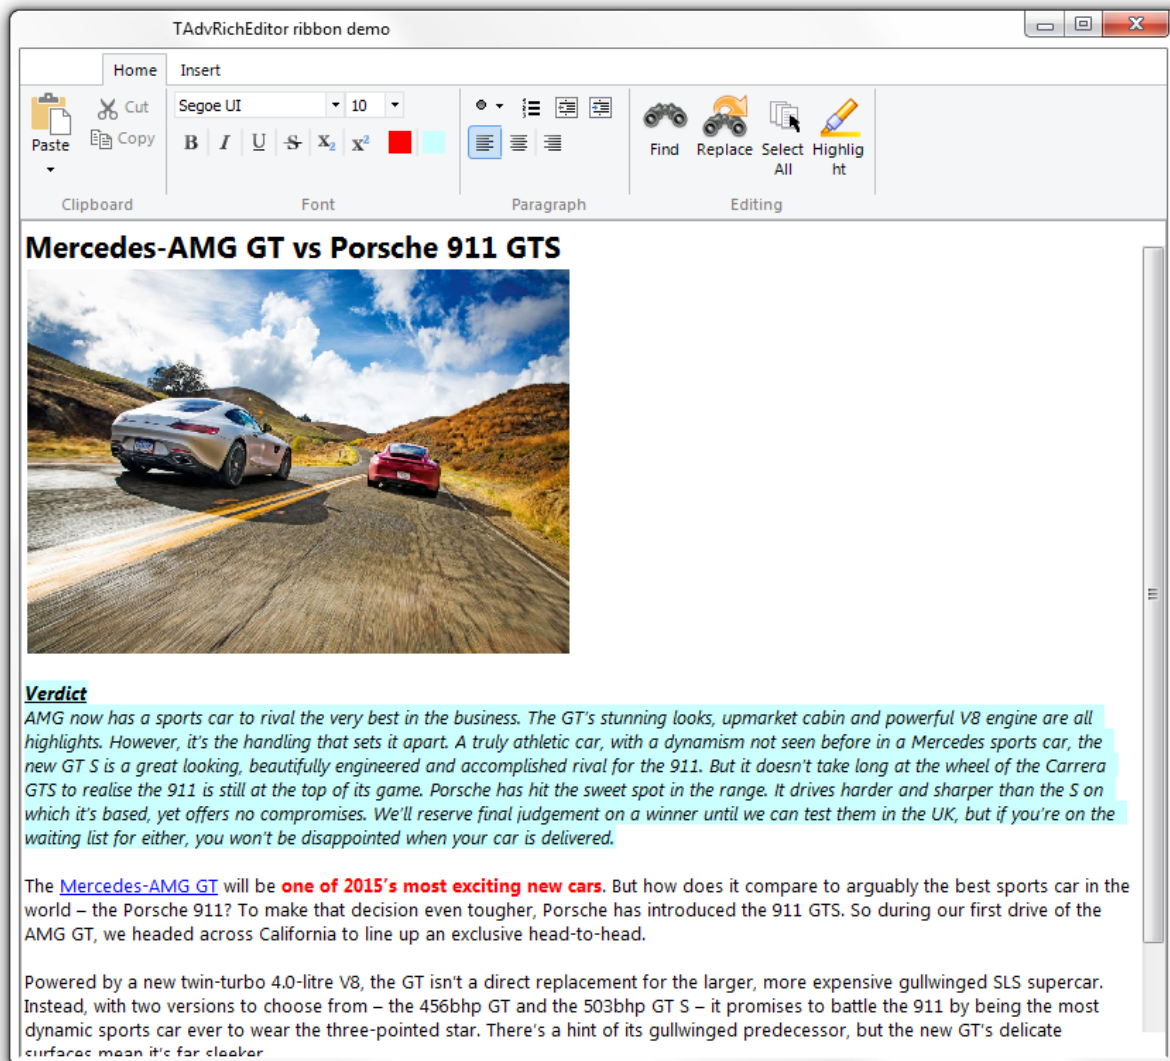 TAdvRichEditor ribbon demo
Home Insert
Paste
Cut
Copy
Clipboard
Segoe UI 10
B I U S X₂ X²
Font
Paragraph
Find Replace Select All Highlig
ht
Editing
Mercedes-AMG GT vs Porsche 911 GTS
Verdict
AMG now has a sports car to rival the very best in the business. The GT's stunning looks, upmarket cabin and powerful V8 engine are all
highlights. However, it's the handling that sets it apart. A truly athletic car, with a dynamism not seen before in a Mercedes sports car, the
new GT S is a great looking, beautifully engineered and accomplished rival for the 911. But it doesn't take long at the wheel of the Carrera
GTS to realise the 911 is still at the top of its game. Porsche has hit the sweet spot in the range. It drives harder and sharper than the S on
which it's based, yet offers no compromises. We'll reserve final judgement on a winner until we can test them in the UK, but if you're on the
waiting list for either, you won't be disappointed when your car is delivered.
The Mercedes-AMG GT will be one of 2015's most exciting new cars. But how does it compare to arguably the best sports car in the
world – the Porsche 911? To make that decision even tougher, Porsche has introduced the 911 GTS. So during our first drive of the
AMG GT, we headed across California to line up an exclusive head-to-head.
Powered by a new twin-turbo 4.0-litre V8, the GT isn't a direct replacement for the larger, more expensive gullwinged SLS supercar.
Instead, with two versions to choose from – the 456bhp GT and the 503bhp GT S – it promises to battle the 911 by being the most
dynamic sports car ever to wear the three-pointed star. There's a hint of its gullwinged predecessor, but the new GT's delicate
surfaces mean it's far sleeker.